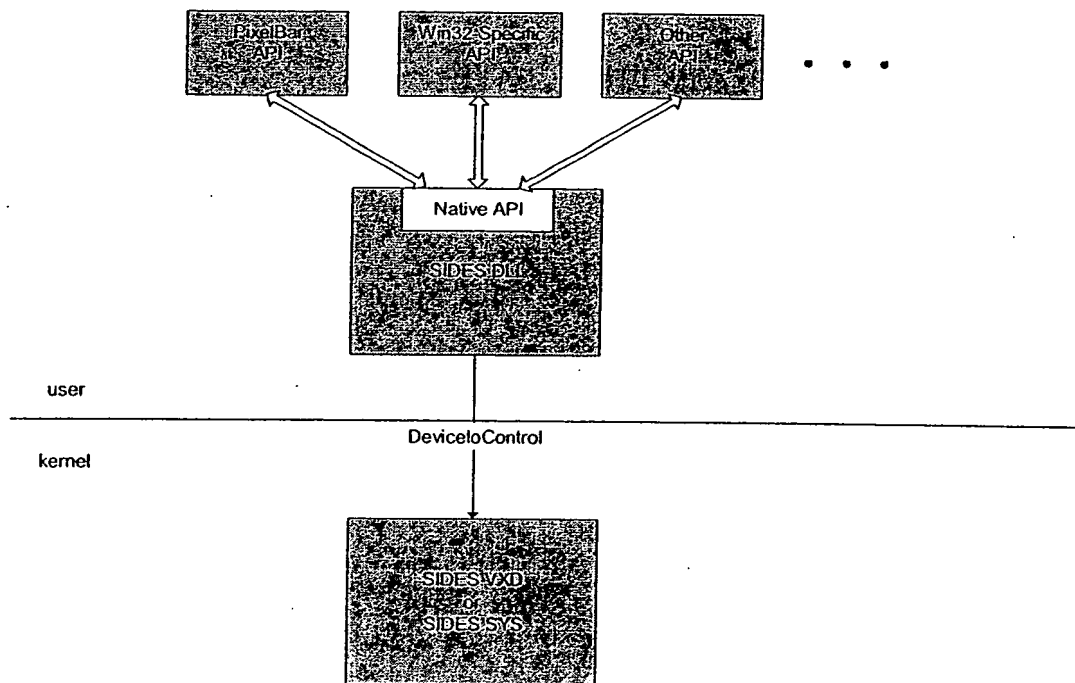 PixelBar
API
Win32 Specific
API
Other
API
Native API
SIDES.DLL
user
DeviceIoControl
kernel
SIDES.VXD
or
SIDES.SYS